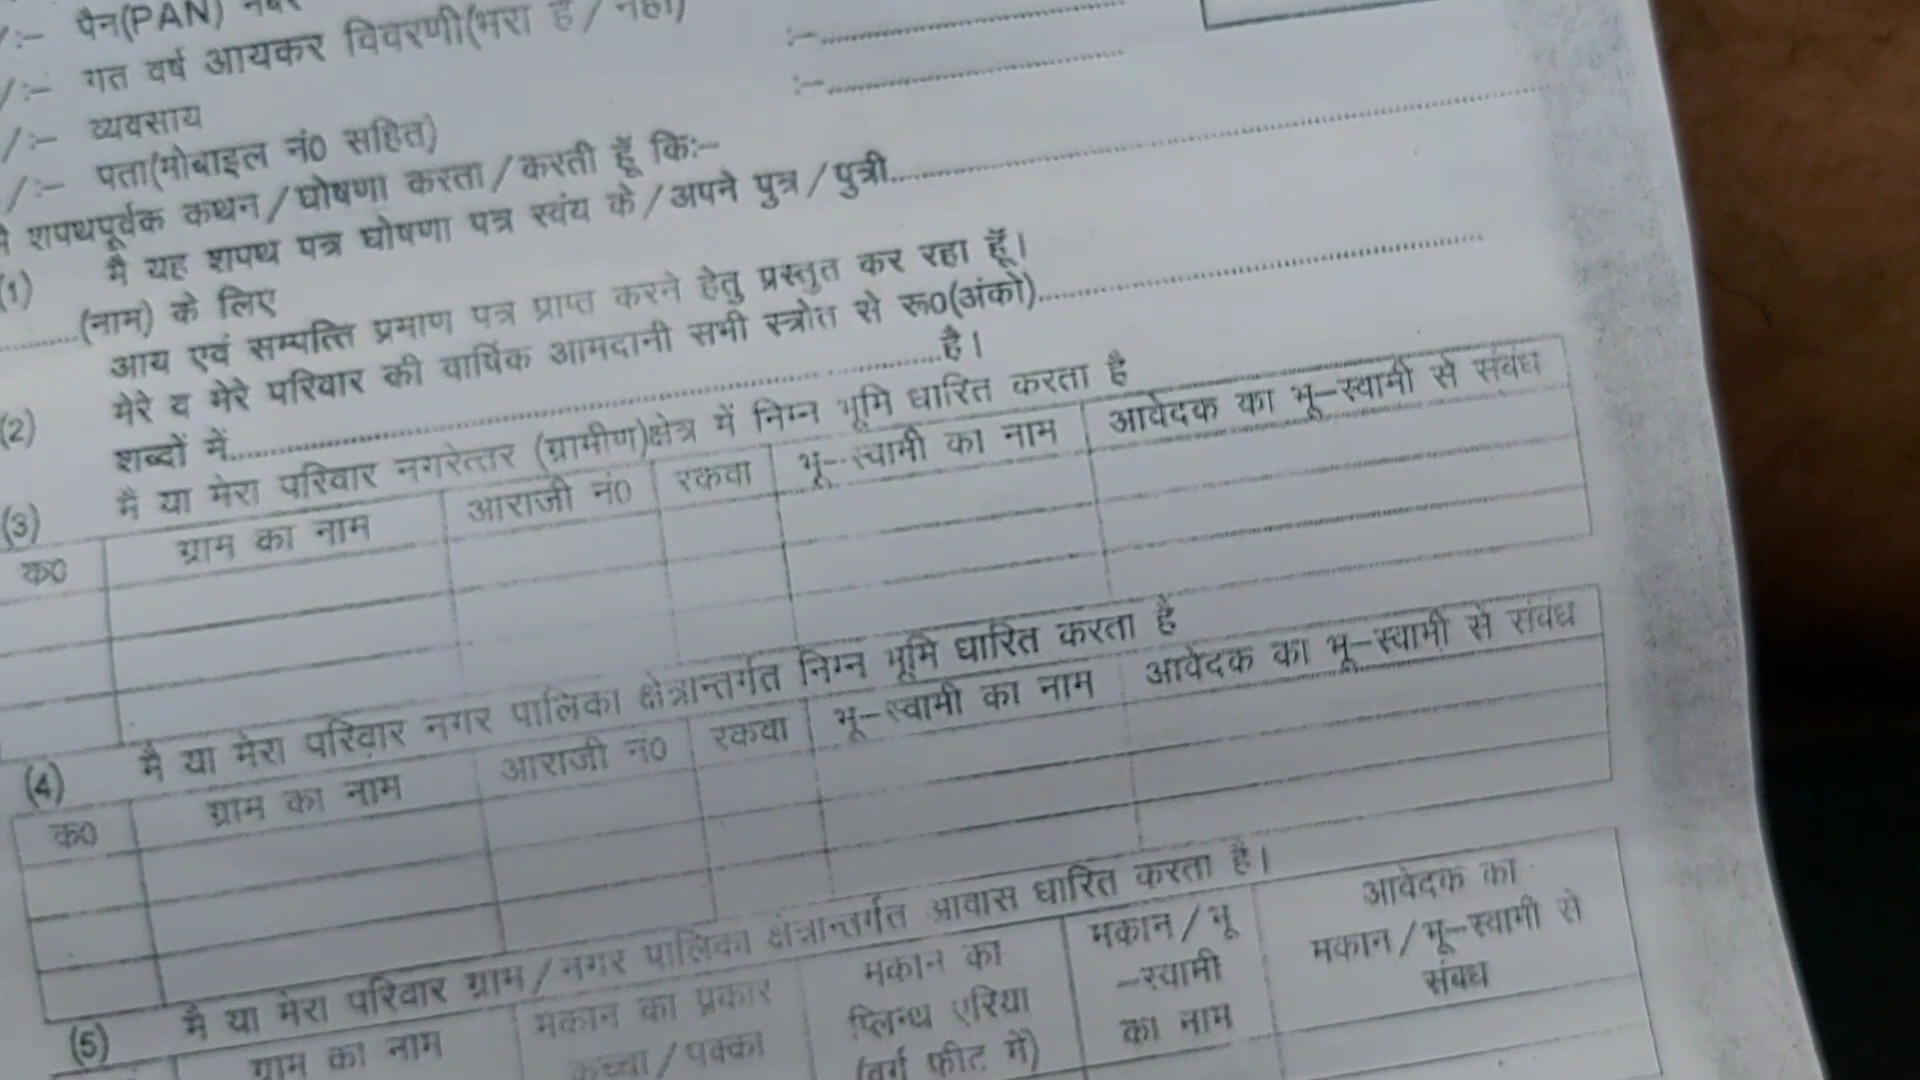 /:- पैन(PAN) नंबर
/:- गत वर्ष आयकर विवरणी(भरा है / नहीं) :-....................
/:- व्यवसाय :-....................
/:- पता(मोबाइल नं0 सहित)
मै शपथपूर्वक कथन/घोषणा करता/करती हूँ किः-
(1) मै यह शपथ पत्र घोषणा पत्र स्वंय के/अपने पुत्र/पुत्री....................
..........(नाम) के लिए
आय एवं सम्पत्ति प्रमाण पत्र प्राप्त करने हेतु प्रस्तुत कर रहा हूँ।
(2) मेरे व मेरे परिवार की वार्षिक आमदानी सभी स्त्रोत से रू0(अंको)....................
शब्दों में....................है।
(3) मै या मेरा परिवार नगरेत्तर (ग्रामीण)क्षेत्र में निम्न भूमि धारित करता है
क0 ग्राम का नाम आराजी नं0 रकवा भू-स्वामी का नाम आवेदक का भू-स्वामी से संबंध
(4) मै या मेरा परिवार नगर पालिका क्षेत्रान्तर्गत निम्न भूमि धारित करता है
क0 ग्राम का नाम आराजी नं0 रकवा भू-स्वामी का नाम आवेदक का भू-स्वामी से संबंध
(5) मै या मेरा परिवार ग्राम/नगर पालिका क्षेत्रान्तर्गत आवास धारित करता है।
ग्राम का नाम मकान का प्रकार कच्चा/पक्का मकान का प्लिन्थ एरिया (वर्ग फीट में) मकान/भू-स्वामी का नाम आवेदक का मकान/भू-स्वामी से संबध